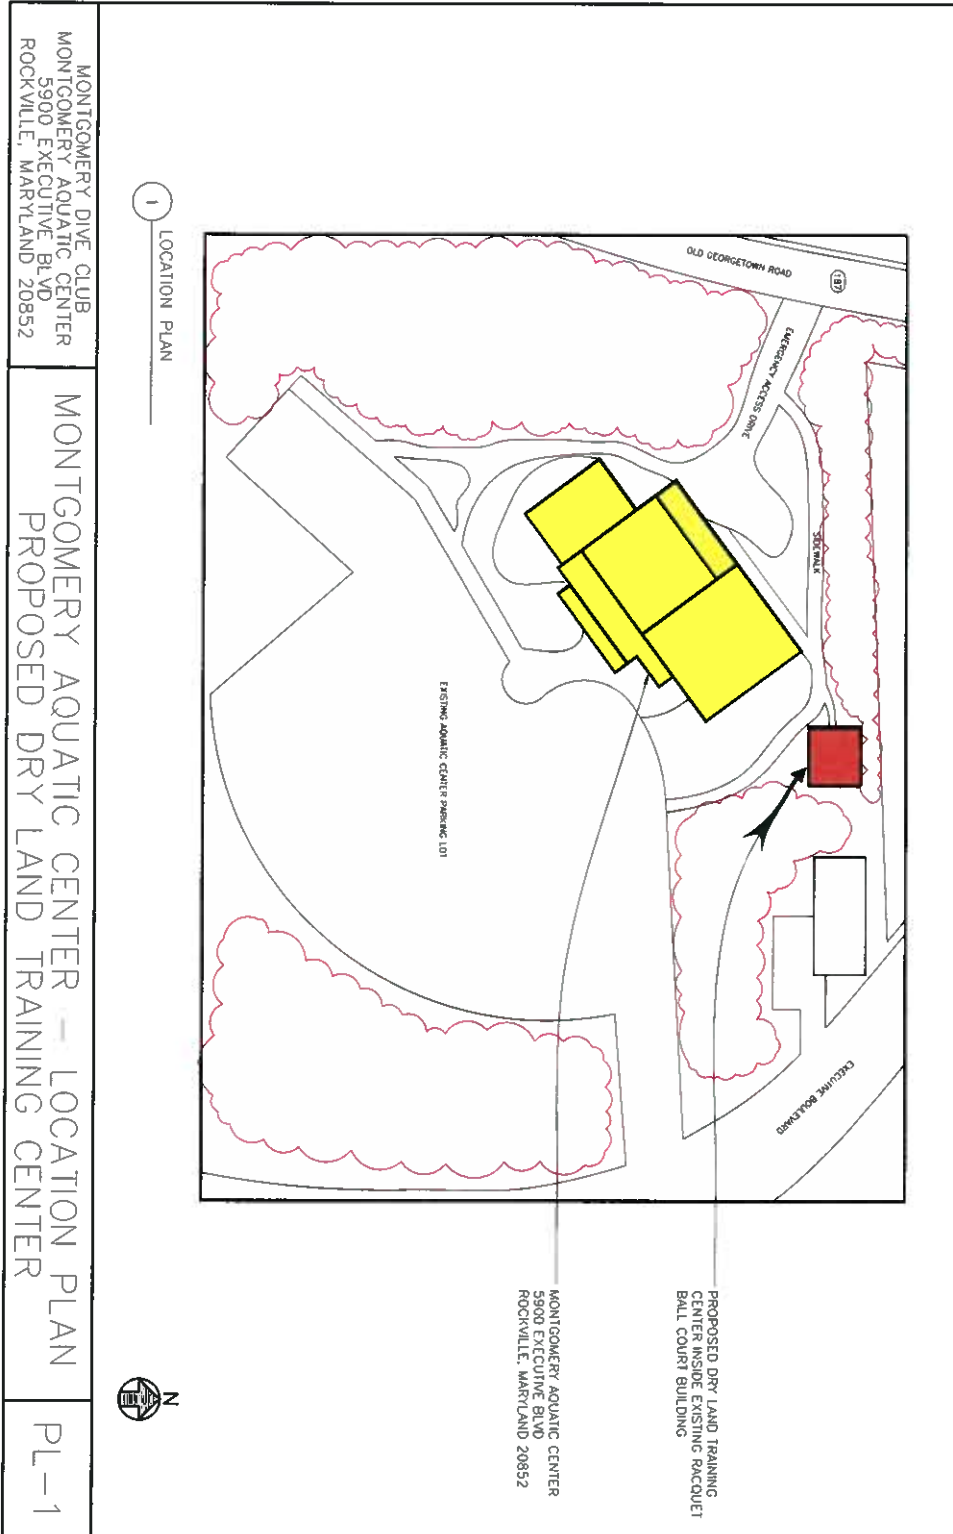 OLD GEORGETOWN ROAD
187
EMERGENCY ACCESS DRIVE
SIDEWALK
EXISTING AQUATIC CENTER PARKING LOT
EXECUTIVE BOULEVARD
PROPOSED DRY LAND TRAINING
CENTER INSIDE EXISTING RACQUET
BALL COURT BUILDING
MONTGOMERY AQUATIC CENTER
5900 EXECUTIVE BLVD
ROCKVILLE, MARYLAND 20852
1
LOCATION PLAN
N
MONTGOMERY DIVE CLUB
MONTGOMERY AQUATIC CENTER
5900 EXECUTIVE BLVD
ROCKVILLE, MARYLAND 20852
MONTGOMERY AQUATIC CENTER - LOCATION PLAN
PROPOSED DRY LAND TRAINING CENTER
PL-1